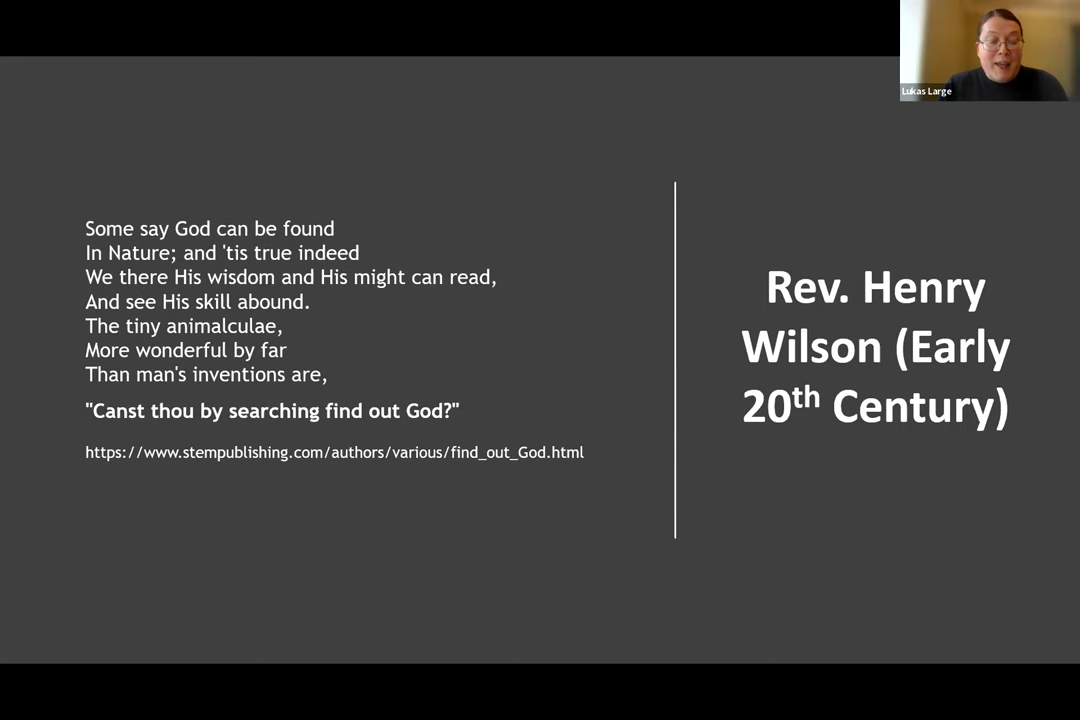 Lukas Large
Some say God can be found
In Nature; and 'tis true indeed
We there His wisdom and His might can read,
And see His skill abound.
The tiny animalculae,
More wonderful by far
Than man's inventions are,
"Canst thou by searching find out God?"
https://www.stempublishing.com/authors/various/find_out_God.html
Rev. Henry
Wilson (Early
20th Century)